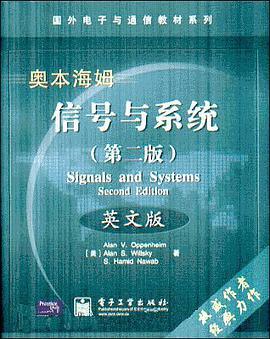 国外电子与通信教材系列
奥本海姆
信号与系统
（第二版）
Signals and Systems
Second Edition
英文版
Alan V. Oppenheim
[美] Alan S. Willsky 著
S. Hamid Nawab
权威作者
经典力作
Prentice
Hall
电子工业出版社